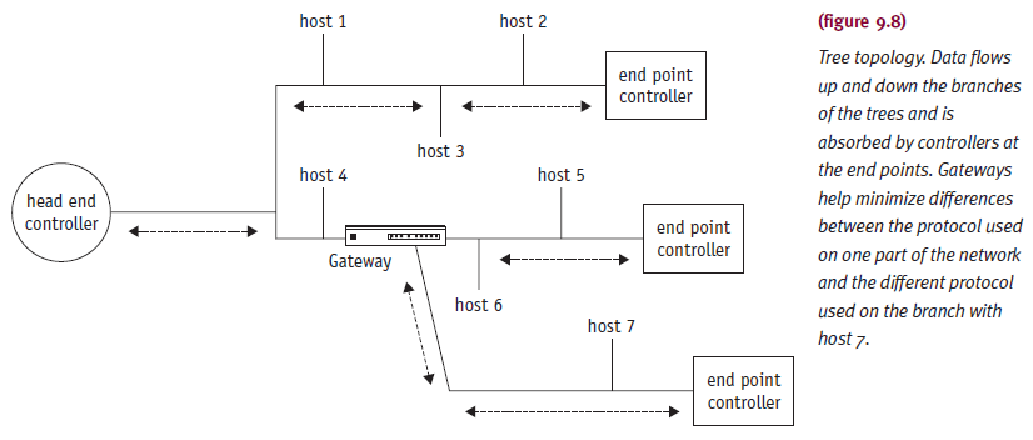 host 1
host 2
end point
controller
host 3
host 4
host 5
head end
controller
end point
controller
Gateway
host 6
host 7
end point
controller
(figure 9.8)
Tree topology. Data flows
up and down the branches
of the trees and is
absorbed by controllers at
the end points. Gateways
help minimize differences
between the protocol used
on one part of the network
and the different protocol
used on the branch with
host 7.